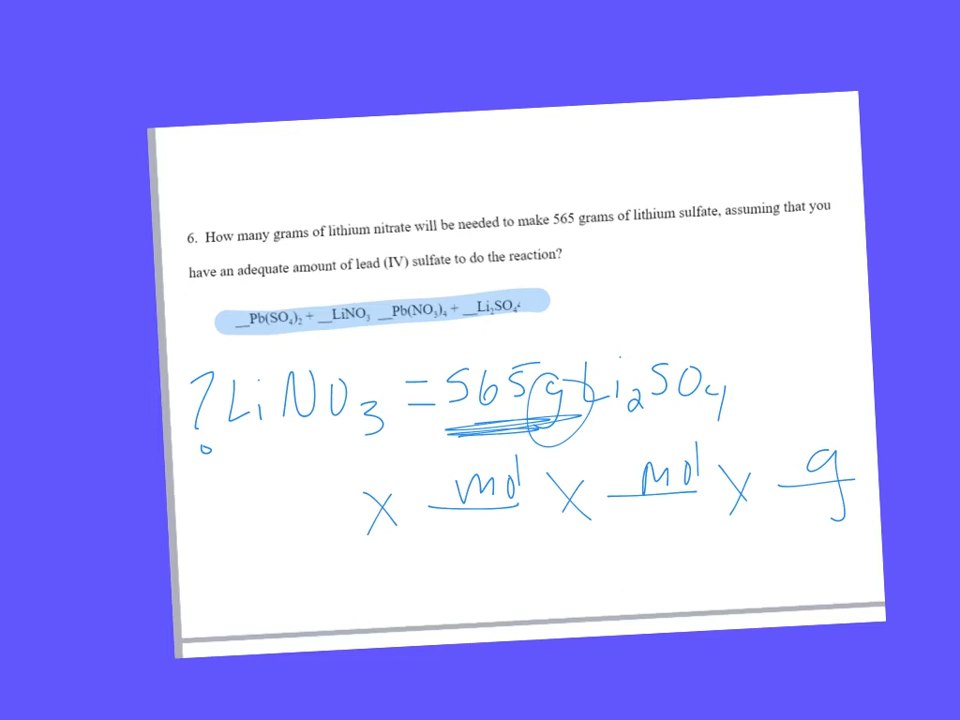 6. How many grams of lithium nitrate will be needed to make 565 grams of lithium sulfate, assuming that you
have an adequate amount of lead (IV) sulfate to do the reaction?
__Pb(SO₄)₂ + __LiNO₃ __Pb(NO₃)₄ + __Li₂SO₄
? LiNO₃ = 565 g Li₂SO₄
x mol x mol x g